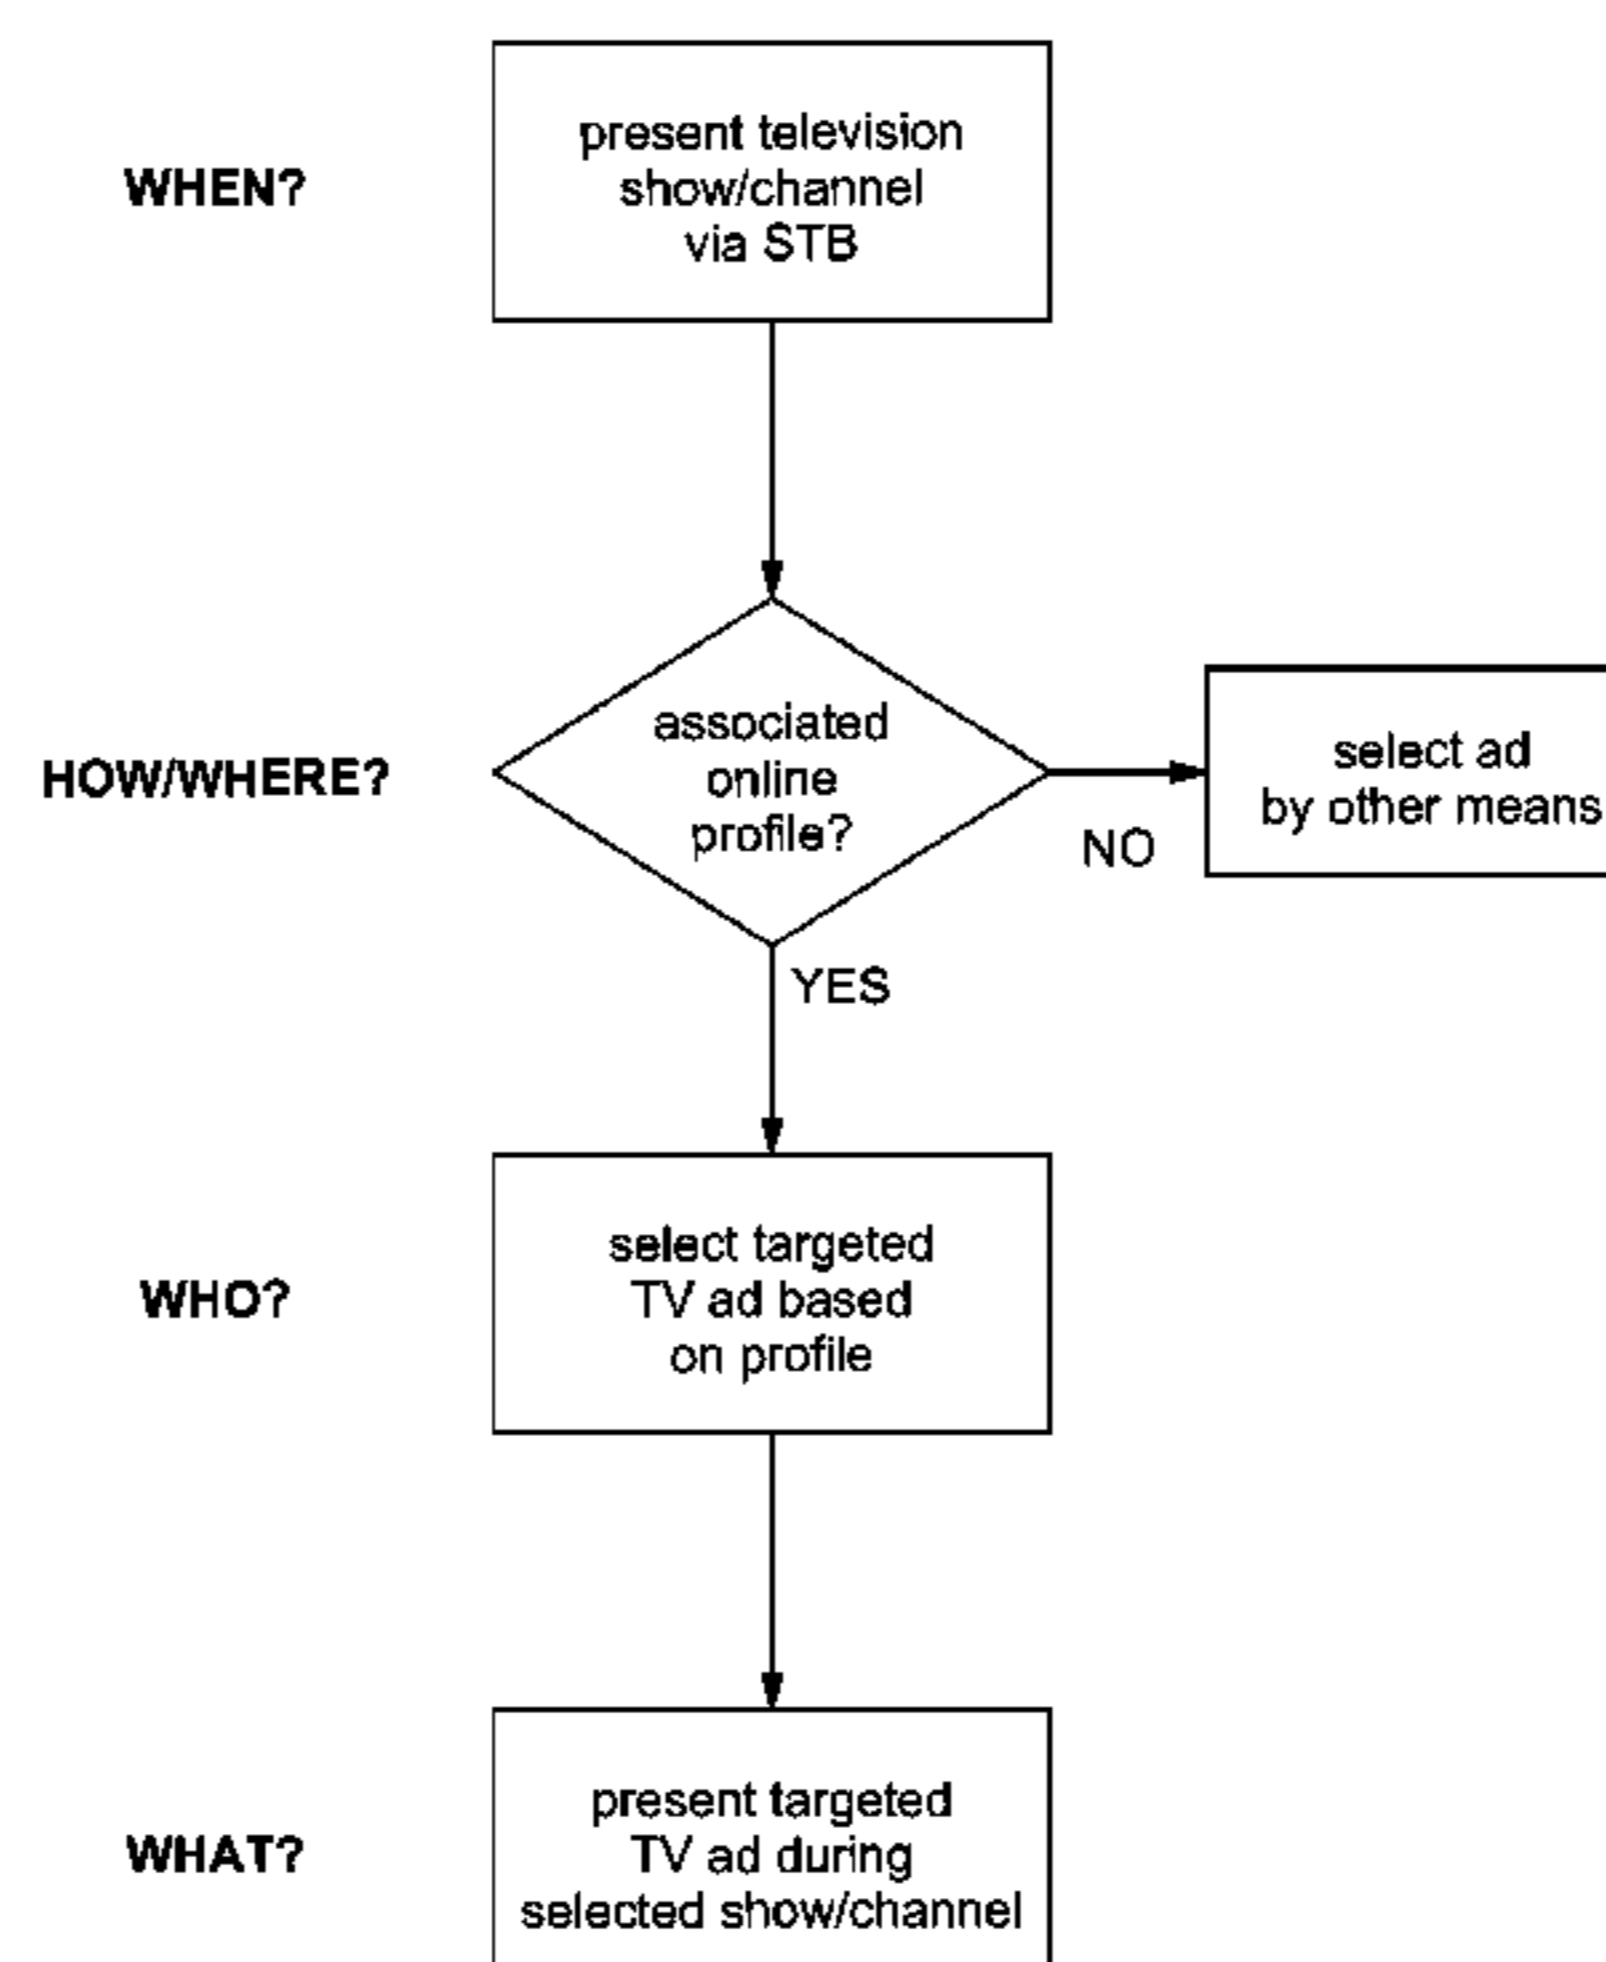 WHEN?
present television
show/channel
via STB
HOW/WHERE?
associated
online
profile?
NO
select ad
by other means
YES
WHO?
select targeted
TV ad based
on profile
WHAT?
present targeted
TV ad during
selected show/channel